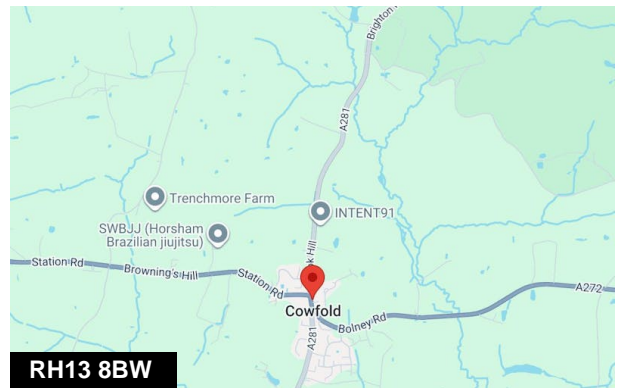 Brighton
A281
Trenchmore Farm
INTENT91
SWBJJ (Horsham
Brazilian jiujitsu)
Hill
Station Rd
Browning's Hill
Station Rd
A272
Cowfold
Bolney Rd
A281
RH13 8BW